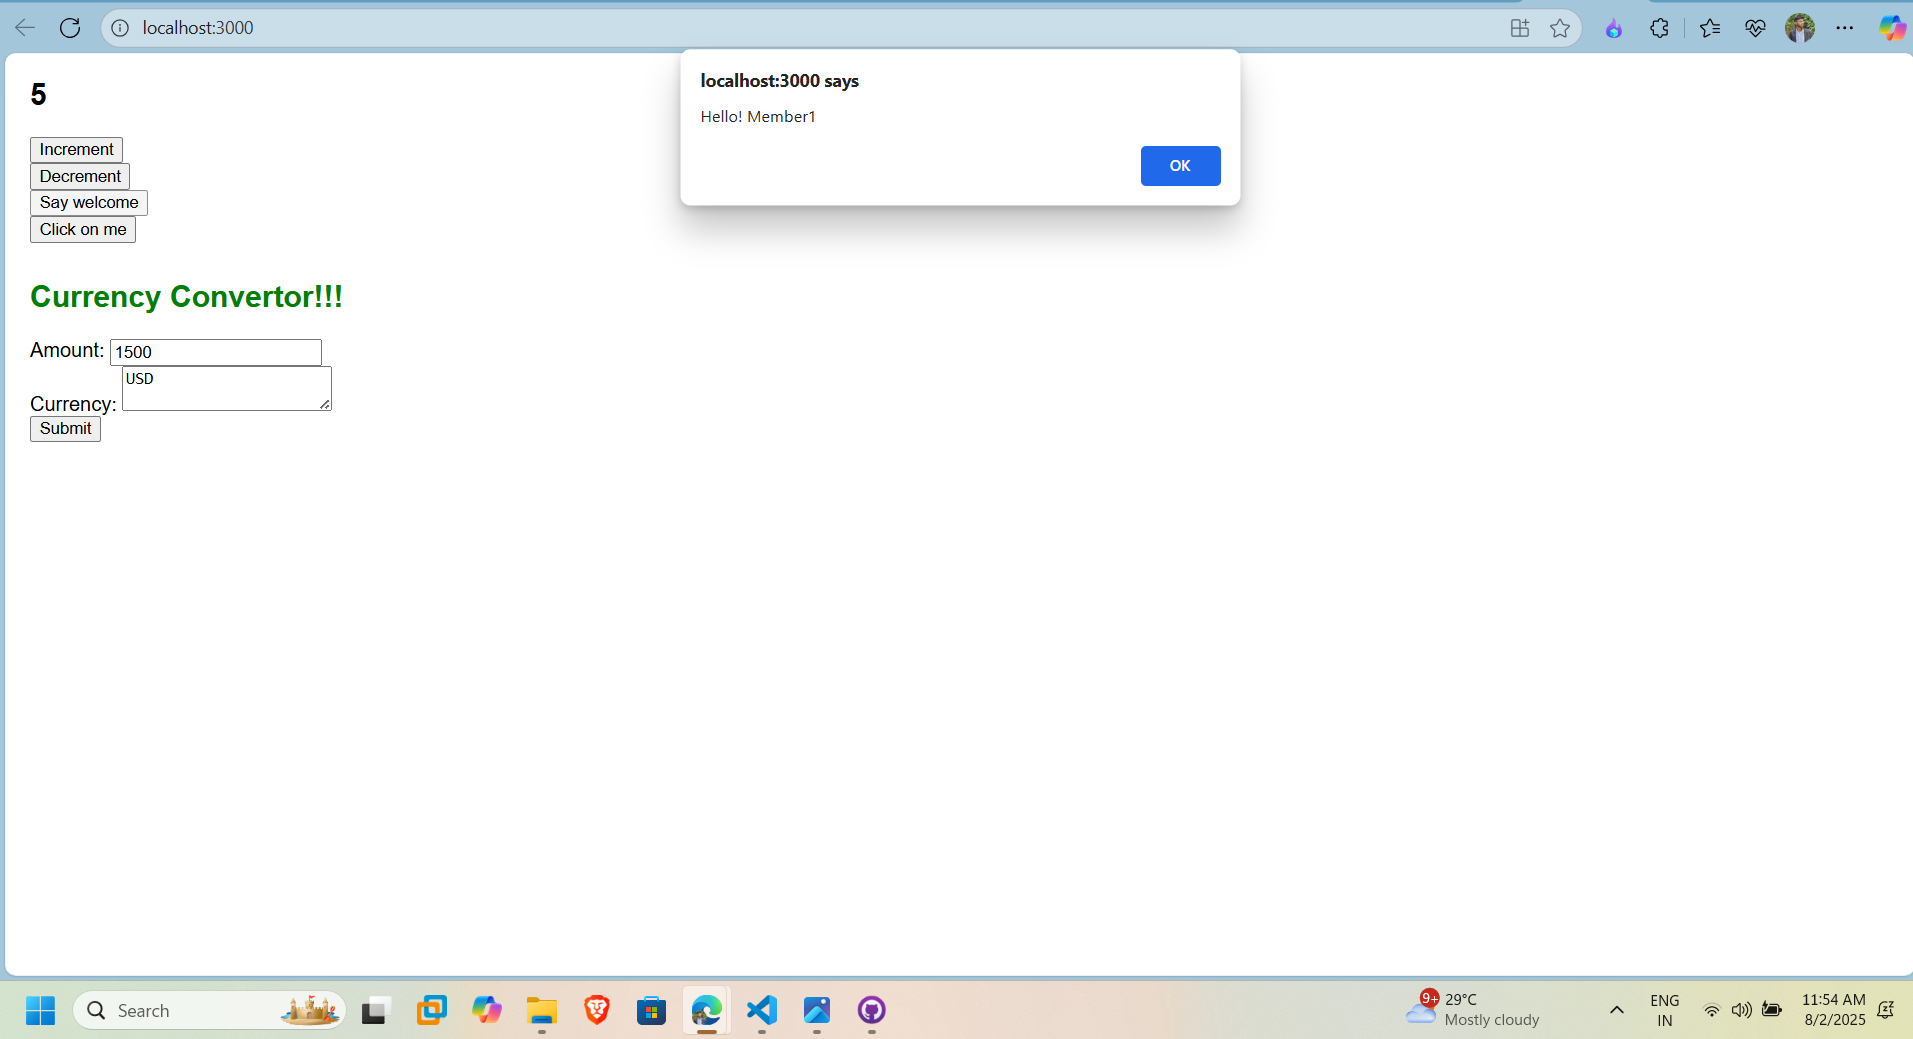 localhost:3000
localhost:3000 says
Hello! Member1
OK
5
Increment
Decrement
Say welcome
Click on me
Currency Convertor!!!
Amount: 1500
Currency: USD
Submit
Search
9+
29°C
Mostly cloudy
ENG
IN
11:54 AM
8/2/2025